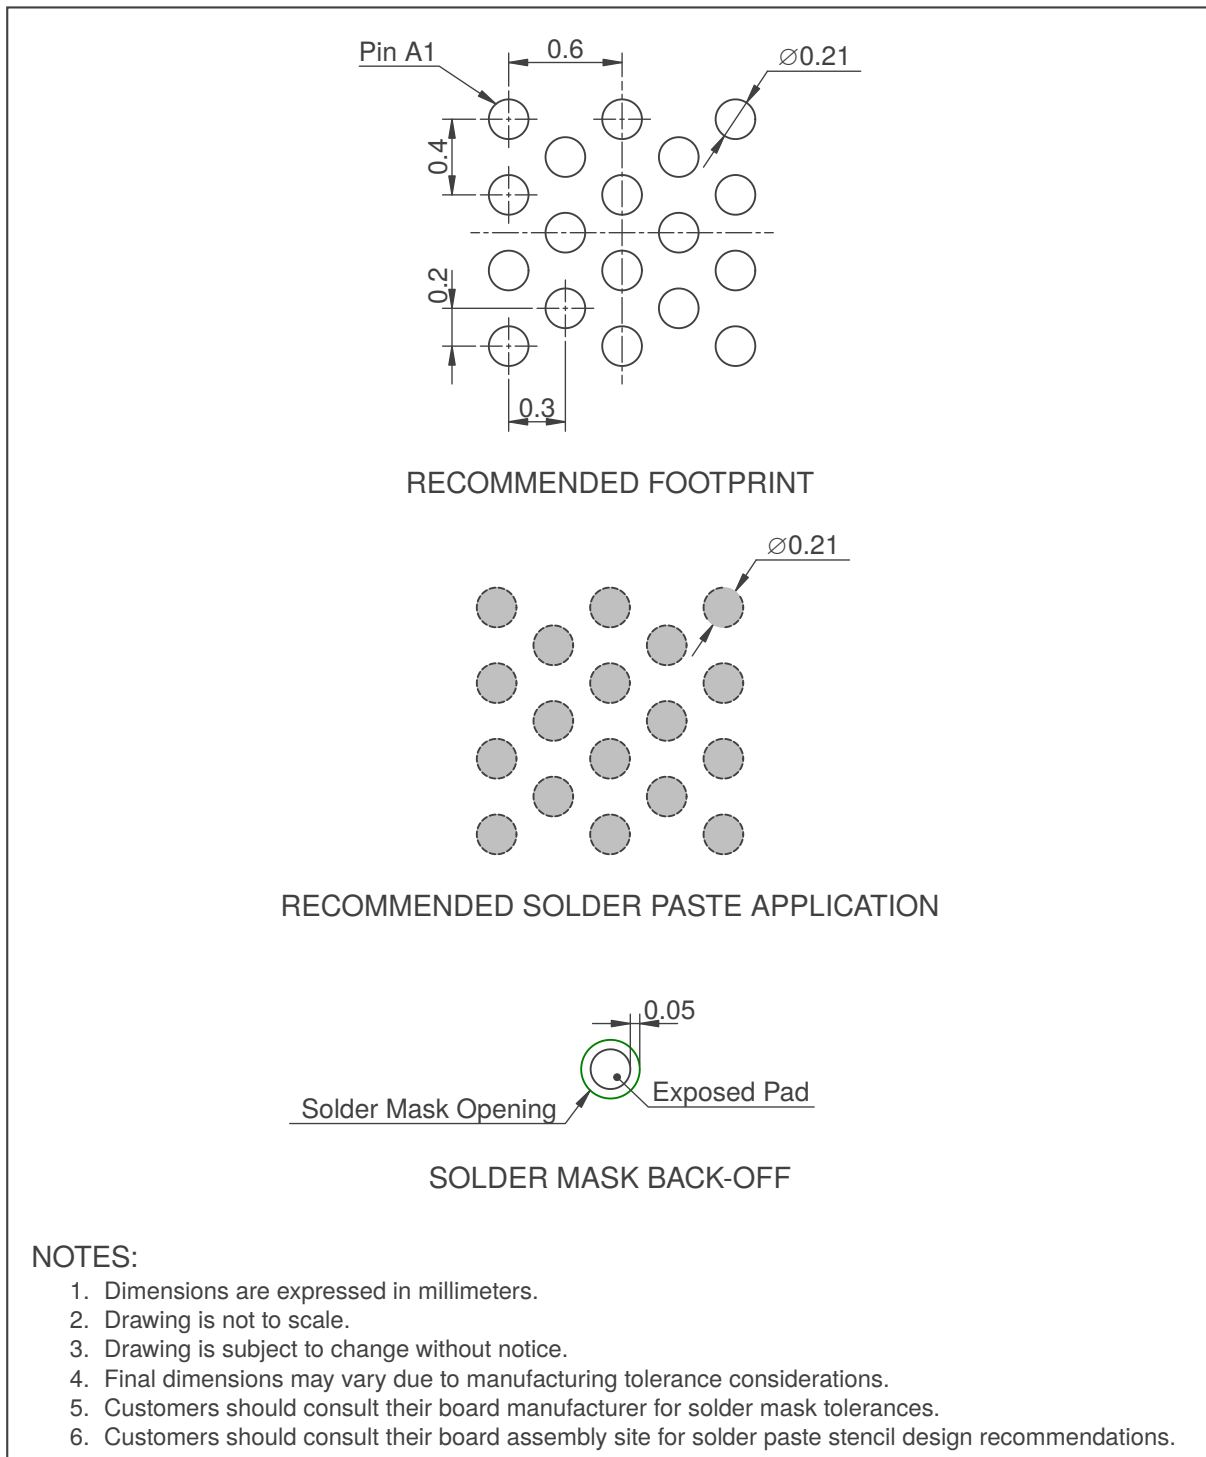 Pin A1
0.6
∅0.21
0.4
0.2
0.3
RECOMMENDED FOOTPRINT
∅0.21
RECOMMENDED SOLDER PASTE APPLICATION
0.05
Exposed Pad
Solder Mask Opening
SOLDER MASK BACK-OFF
NOTES:
1. Dimensions are expressed in millimeters.
2. Drawing is not to scale.
3. Drawing is subject to change without notice.
4. Final dimensions may vary due to manufacturing tolerance considerations.
5. Customers should consult their board manufacturer for solder mask tolerances.
6. Customers should consult their board assembly site for solder paste stencil design recommendations.